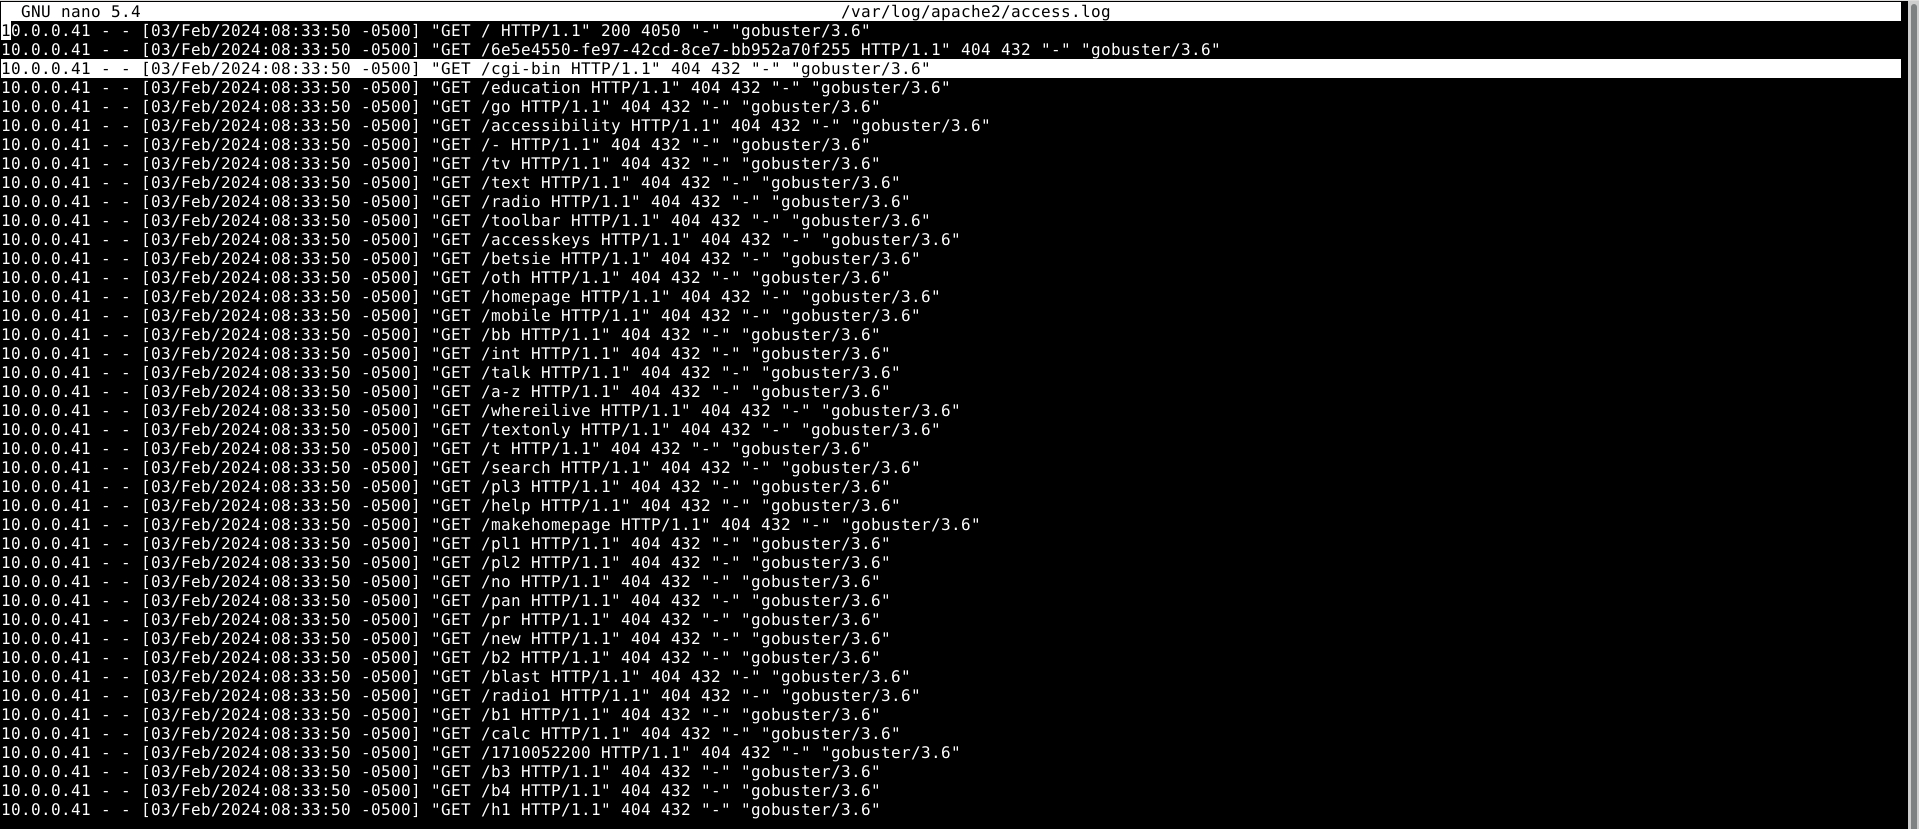 GNU nano 5.4 /var/log/apache2/access.log
10.0.0.41 - - [03/Feb/2024:08:33:50 -0500] "GET / HTTP/1.1" 200 4050 "-" "gobuster/3.6"
10.0.0.41 - - [03/Feb/2024:08:33:50 -0500] "GET /6e5e4550-fe97-42cd-8ce7-bb952a70f255 HTTP/1.1" 404 432 "-" "gobuster/3.6"
10.0.0.41 - - [03/Feb/2024:08:33:50 -0500] "GET /cgi-bin HTTP/1.1" 404 432 "-" "gobuster/3.6"
10.0.0.41 - - [03/Feb/2024:08:33:50 -0500] "GET /education HTTP/1.1" 404 432 "-" "gobuster/3.6"
10.0.0.41 - - [03/Feb/2024:08:33:50 -0500] "GET /go HTTP/1.1" 404 432 "-" "gobuster/3.6"
10.0.0.41 - - [03/Feb/2024:08:33:50 -0500] "GET /accessibility HTTP/1.1" 404 432 "-" "gobuster/3.6"
10.0.0.41 - - [03/Feb/2024:08:33:50 -0500] "GET /- HTTP/1.1" 404 432 "-" "gobuster/3.6"
10.0.0.41 - - [03/Feb/2024:08:33:50 -0500] "GET /tv HTTP/1.1" 404 432 "-" "gobuster/3.6"
10.0.0.41 - - [03/Feb/2024:08:33:50 -0500] "GET /text HTTP/1.1" 404 432 "-" "gobuster/3.6"
10.0.0.41 - - [03/Feb/2024:08:33:50 -0500] "GET /radio HTTP/1.1" 404 432 "-" "gobuster/3.6"
10.0.0.41 - - [03/Feb/2024:08:33:50 -0500] "GET /toolbar HTTP/1.1" 404 432 "-" "gobuster/3.6"
10.0.0.41 - - [03/Feb/2024:08:33:50 -0500] "GET /accesskeys HTTP/1.1" 404 432 "-" "gobuster/3.6"
10.0.0.41 - - [03/Feb/2024:08:33:50 -0500] "GET /betsie HTTP/1.1" 404 432 "-" "gobuster/3.6"
10.0.0.41 - - [03/Feb/2024:08:33:50 -0500] "GET /oth HTTP/1.1" 404 432 "-" "gobuster/3.6"
10.0.0.41 - - [03/Feb/2024:08:33:50 -0500] "GET /homepage HTTP/1.1" 404 432 "-" "gobuster/3.6"
10.0.0.41 - - [03/Feb/2024:08:33:50 -0500] "GET /mobile HTTP/1.1" 404 432 "-" "gobuster/3.6"
10.0.0.41 - - [03/Feb/2024:08:33:50 -0500] "GET /bb HTTP/1.1" 404 432 "-" "gobuster/3.6"
10.0.0.41 - - [03/Feb/2024:08:33:50 -0500] "GET /int HTTP/1.1" 404 432 "-" "gobuster/3.6"
10.0.0.41 - - [03/Feb/2024:08:33:50 -0500] "GET /talk HTTP/1.1" 404 432 "-" "gobuster/3.6"
10.0.0.41 - - [03/Feb/2024:08:33:50 -0500] "GET /a-z HTTP/1.1" 404 432 "-" "gobuster/3.6"
10.0.0.41 - - [03/Feb/2024:08:33:50 -0500] "GET /whereilive HTTP/1.1" 404 432 "-" "gobuster/3.6"
10.0.0.41 - - [03/Feb/2024:08:33:50 -0500] "GET /textonly HTTP/1.1" 404 432 "-" "gobuster/3.6"
10.0.0.41 - - [03/Feb/2024:08:33:50 -0500] "GET /t HTTP/1.1" 404 432 "-" "gobuster/3.6"
10.0.0.41 - - [03/Feb/2024:08:33:50 -0500] "GET /search HTTP/1.1" 404 432 "-" "gobuster/3.6"
10.0.0.41 - - [03/Feb/2024:08:33:50 -0500] "GET /pl3 HTTP/1.1" 404 432 "-" "gobuster/3.6"
10.0.0.41 - - [03/Feb/2024:08:33:50 -0500] "GET /help HTTP/1.1" 404 432 "-" "gobuster/3.6"
10.0.0.41 - - [03/Feb/2024:08:33:50 -0500] "GET /makehomepage HTTP/1.1" 404 432 "-" "gobuster/3.6"
10.0.0.41 - - [03/Feb/2024:08:33:50 -0500] "GET /pl1 HTTP/1.1" 404 432 "-" "gobuster/3.6"
10.0.0.41 - - [03/Feb/2024:08:33:50 -0500] "GET /pl2 HTTP/1.1" 404 432 "-" "gobuster/3.6"
10.0.0.41 - - [03/Feb/2024:08:33:50 -0500] "GET /no HTTP/1.1" 404 432 "-" "gobuster/3.6"
10.0.0.41 - - [03/Feb/2024:08:33:50 -0500] "GET /pan HTTP/1.1" 404 432 "-" "gobuster/3.6"
10.0.0.41 - - [03/Feb/2024:08:33:50 -0500] "GET /pr HTTP/1.1" 404 432 "-" "gobuster/3.6"
10.0.0.41 - - [03/Feb/2024:08:33:50 -0500] "GET /new HTTP/1.1" 404 432 "-" "gobuster/3.6"
10.0.0.41 - - [03/Feb/2024:08:33:50 -0500] "GET /b2 HTTP/1.1" 404 432 "-" "gobuster/3.6"
10.0.0.41 - - [03/Feb/2024:08:33:50 -0500] "GET /blast HTTP/1.1" 404 432 "-" "gobuster/3.6"
10.0.0.41 - - [03/Feb/2024:08:33:50 -0500] "GET /radio1 HTTP/1.1" 404 432 "-" "gobuster/3.6"
10.0.0.41 - - [03/Feb/2024:08:33:50 -0500] "GET /b1 HTTP/1.1" 404 432 "-" "gobuster/3.6"
10.0.0.41 - - [03/Feb/2024:08:33:50 -0500] "GET /calc HTTP/1.1" 404 432 "-" "gobuster/3.6"
10.0.0.41 - - [03/Feb/2024:08:33:50 -0500] "GET /1710052200 HTTP/1.1" 404 432 "-" "gobuster/3.6"
10.0.0.41 - - [03/Feb/2024:08:33:50 -0500] "GET /b3 HTTP/1.1" 404 432 "-" "gobuster/3.6"
10.0.0.41 - - [03/Feb/2024:08:33:50 -0500] "GET /b4 HTTP/1.1" 404 432 "-" "gobuster/3.6"
10.0.0.41 - - [03/Feb/2024:08:33:50 -0500] "GET /h1 HTTP/1.1" 404 432 "-" "gobuster/3.6"